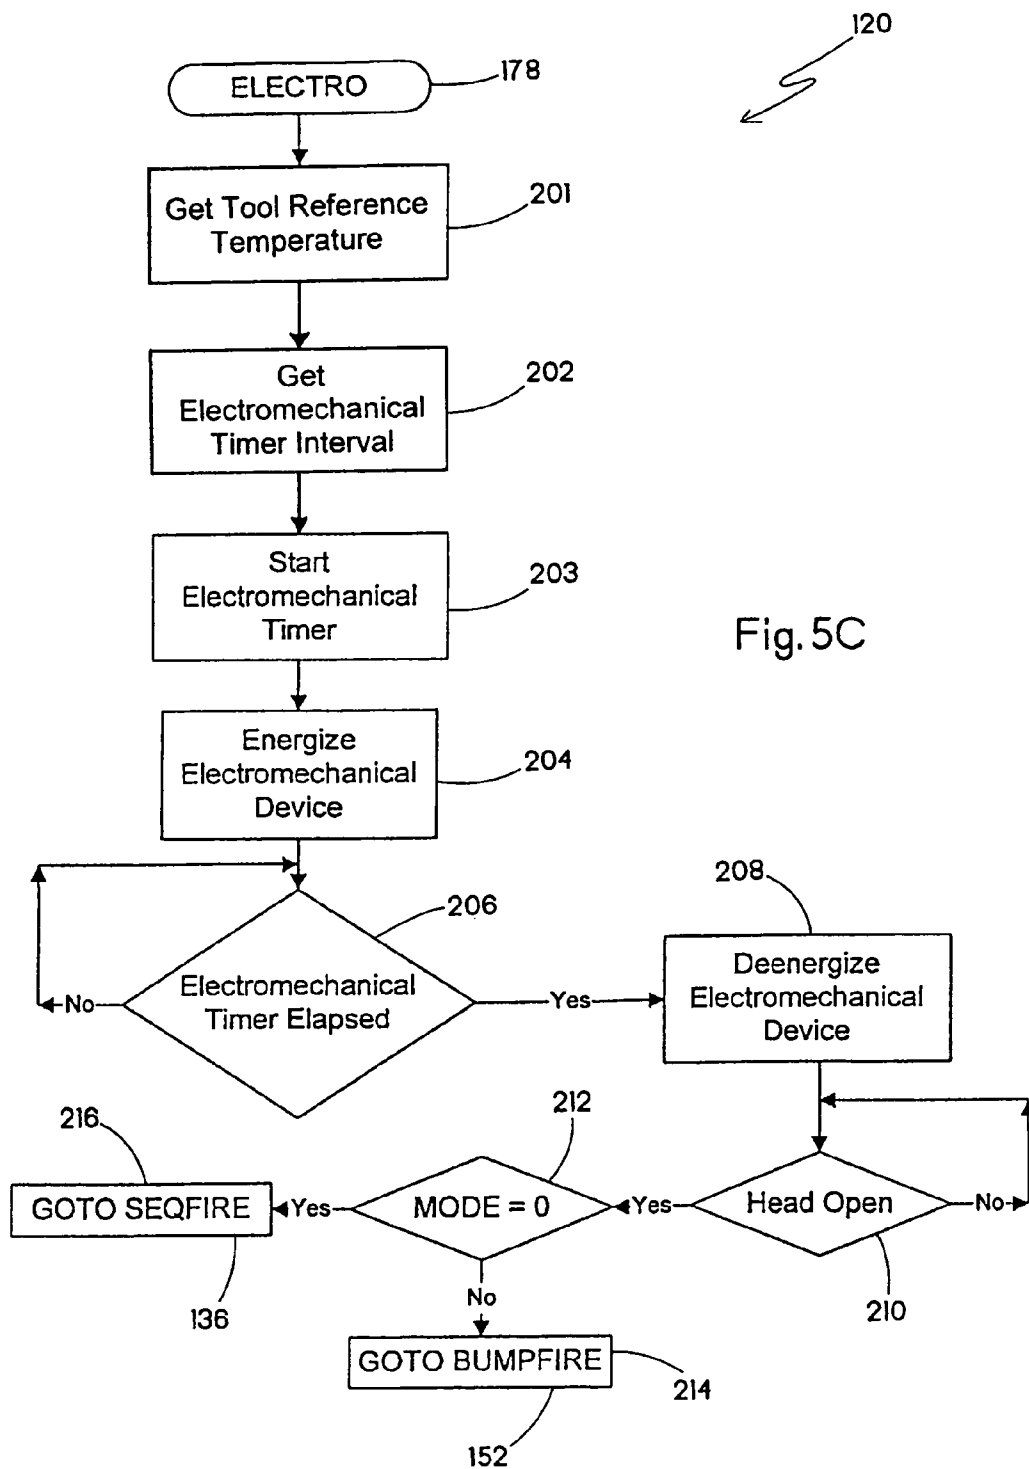 120
ELECTRO
178
Get Tool Reference
Temperature
201
Get
Electromechanical
Timer Interval
202
Start
Electromechanical
Timer
203
Fig. 5C
Energize
Electromechanical
Device
204
Electromechanical
Timer Elapsed
206
No
Yes
Deenergize
Electromechanical
Device
208
Head Open
No
210
Yes
MODE = 0
212
Yes
GOTO SEQFIRE
216
136
No
GOTO BUMPFIRE
214
152